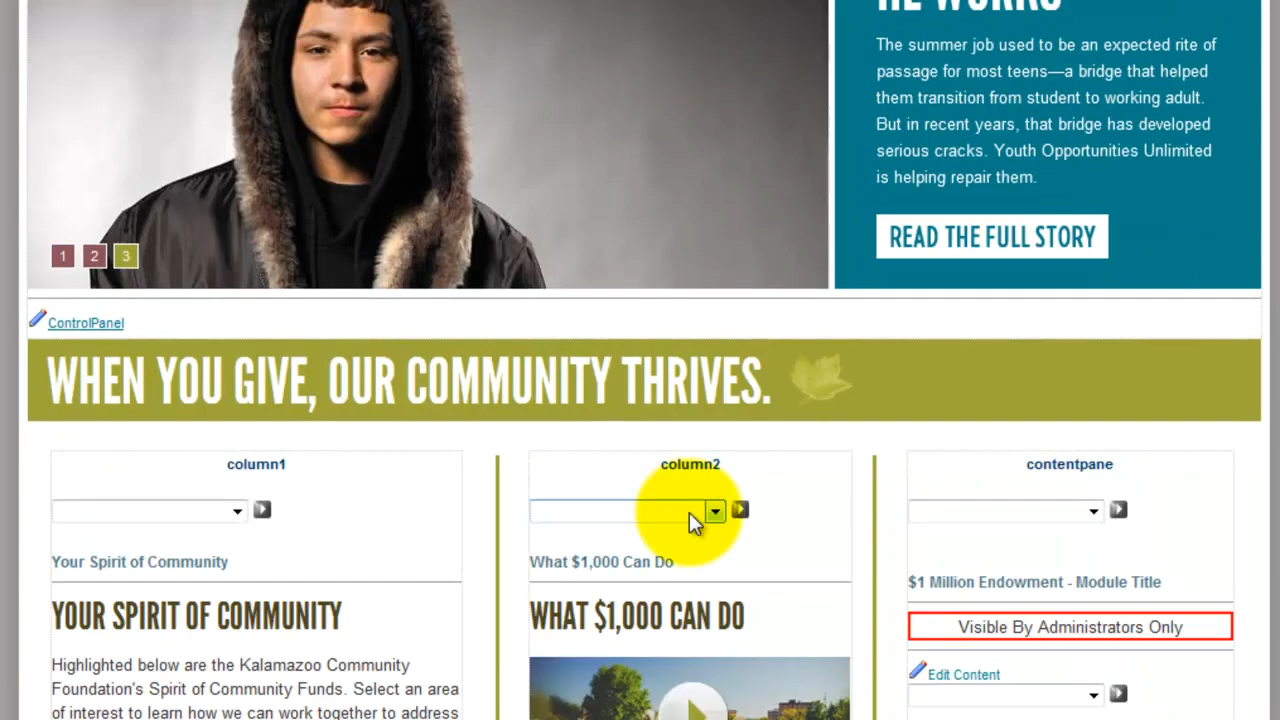 HE WORKS
The summer job used to be an expected rite of
passage for most teens—a bridge that helped
them transition from student to working adult.
But in recent years, that bridge has developed
serious cracks. Youth Opportunities Unlimited
is helping repair them.
READ THE FULL STORY
1 2 3
ControlPanel
WHEN YOU GIVE, OUR COMMUNITY THRIVES.
column1
Your Spirit of Community
YOUR SPIRIT OF COMMUNITY
Highlighted below are the Kalamazoo Community
Foundation's Spirit of Community Funds. Select an area
of interest to learn how we can work together to address
column2
What $1,000 Can Do
WHAT $1,000 CAN DO
contentpane
$1 Million Endowment - Module Title
Visible By Administrators Only
Edit Content